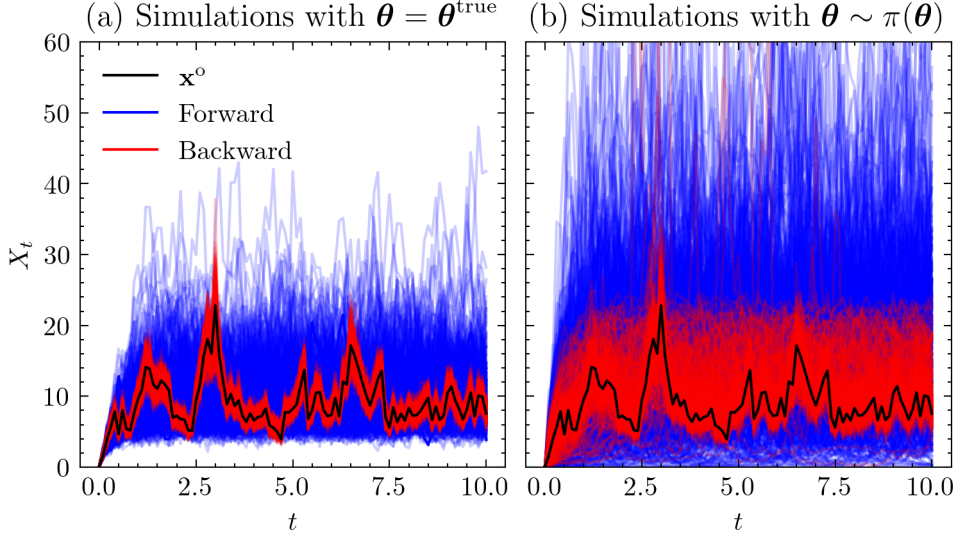 (a) Simulations with θ = θ^true
(b) Simulations with θ ∼ π(θ)
60
50
40
30
20
10
0
X_t
x^o
Forward
Backward
0.0 2.5 5.0 7.5 10.0
t
0.0 2.5 5.0 7.5 10.0
t